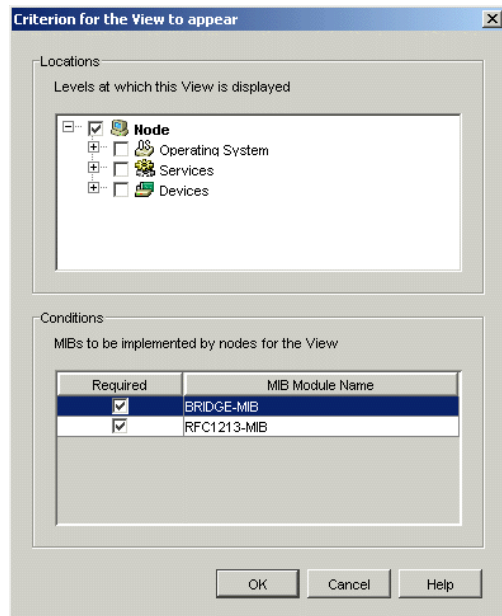 Criterion for the View to appear
Locations
Levels at which this View is displayed
Node
Operating System
Services
Devices
Conditions
MIBs to be implemented by nodes for the View
Required MIB Module Name
BRIDGE-MIB
RFC1213-MIB
OK Cancel Help